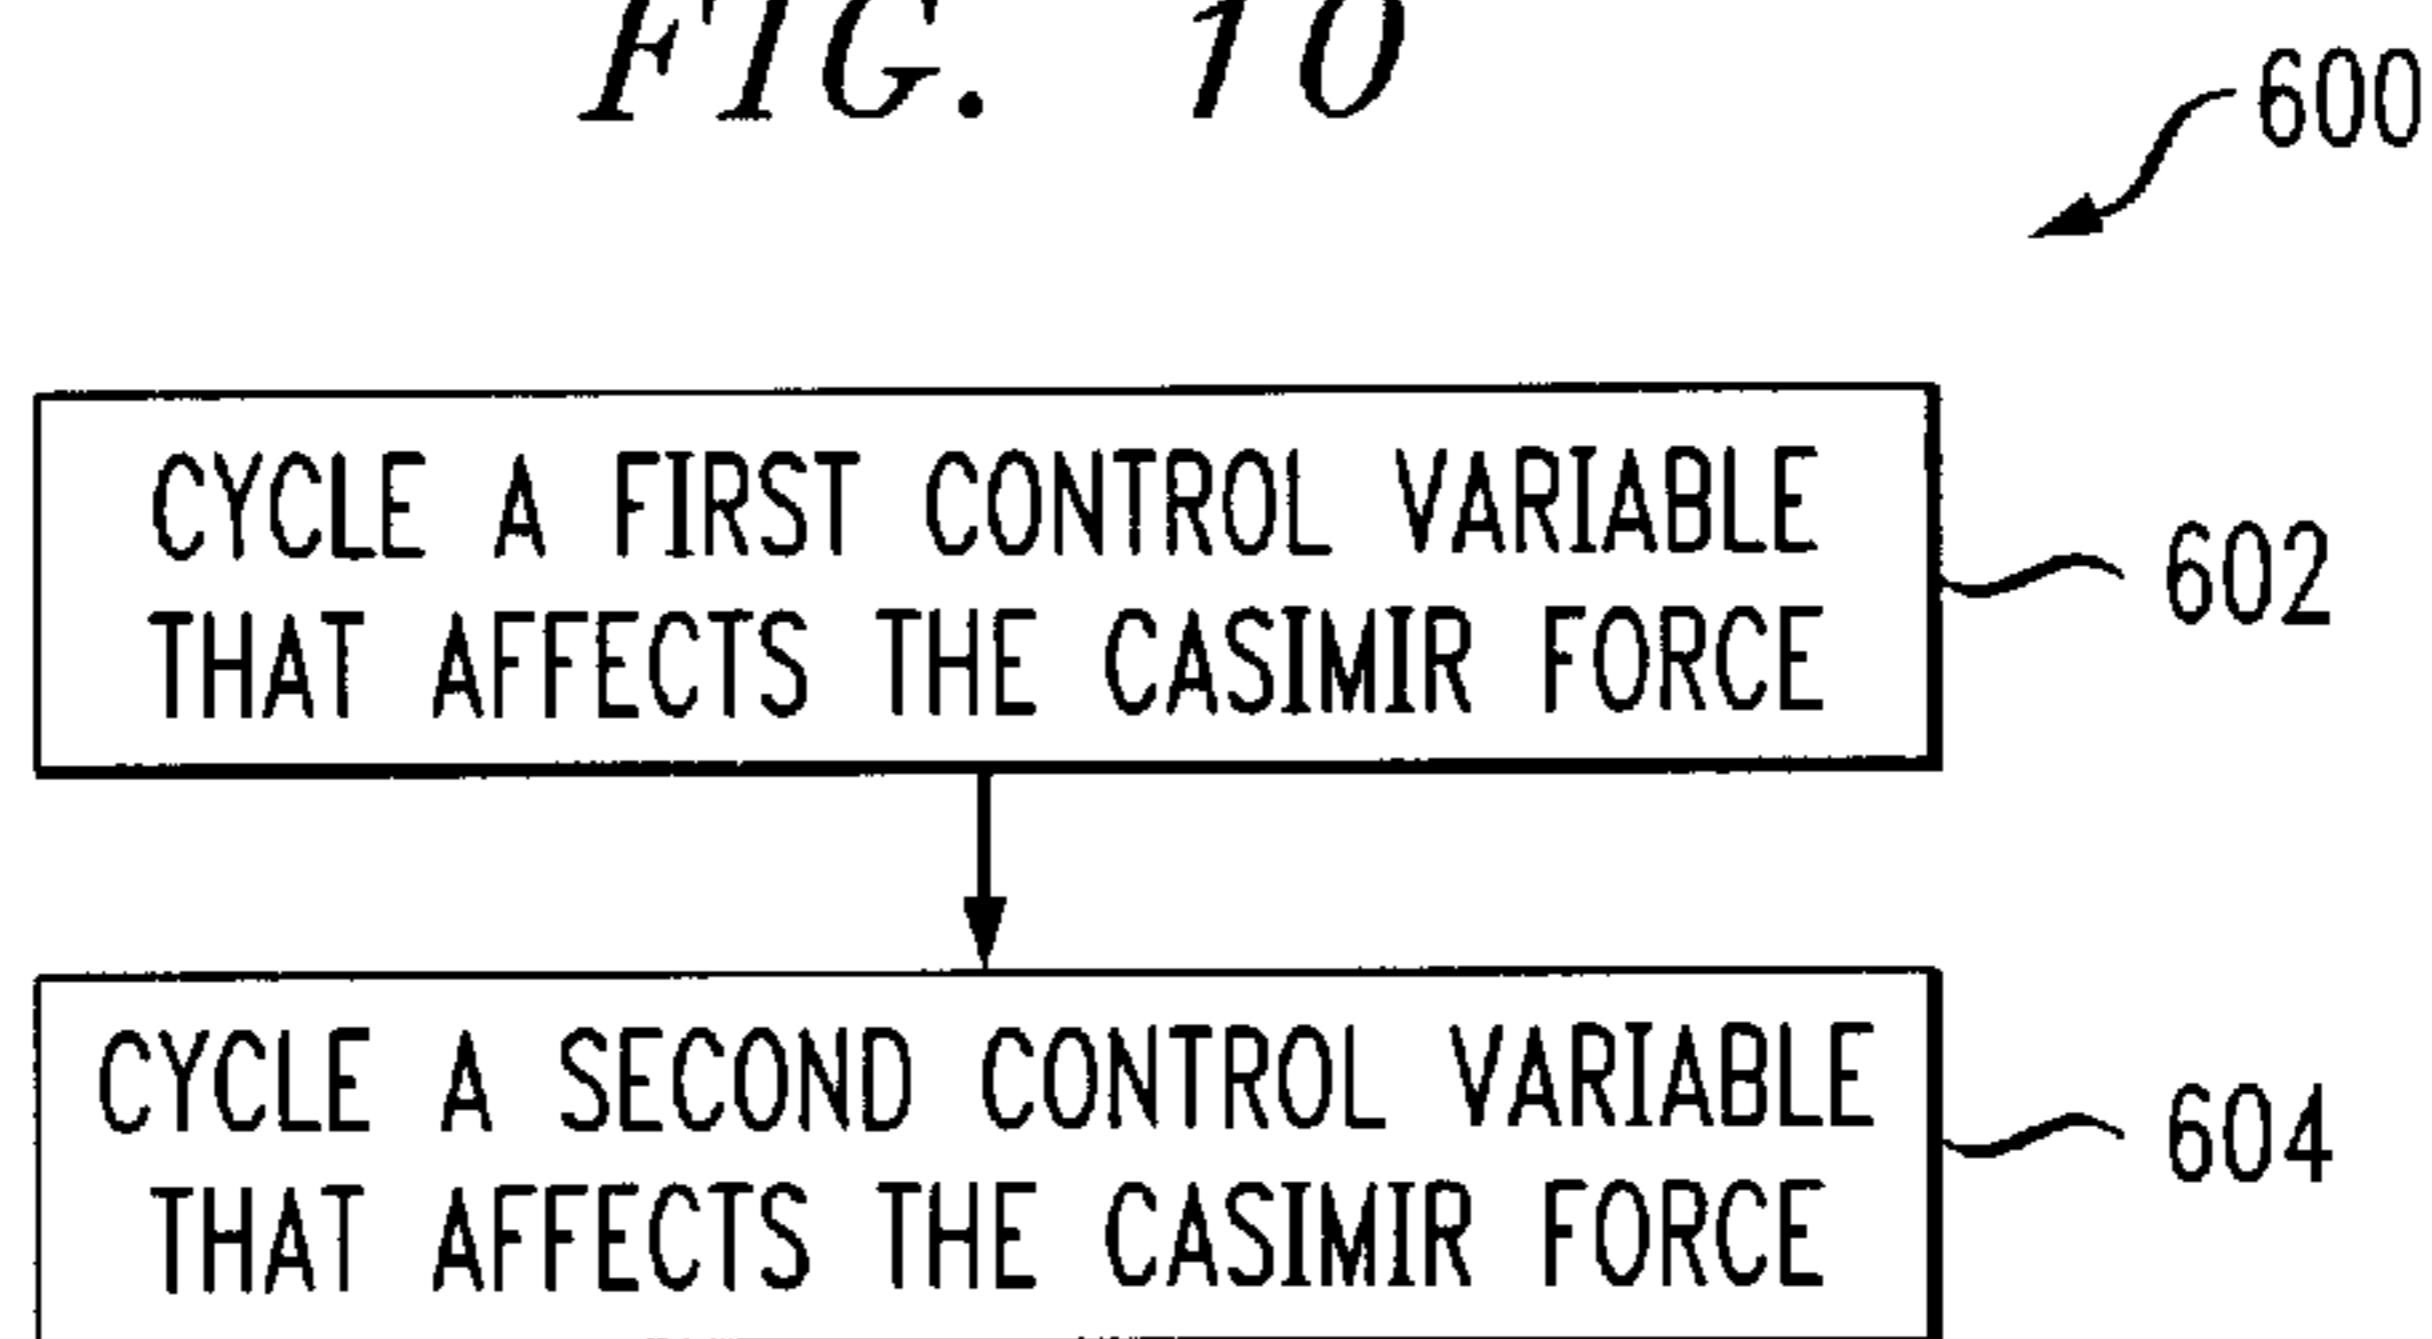 FIG. 10
600
CYCLE A FIRST CONTROL VARIABLE
THAT AFFECTS THE CASIMIR FORCE
602
CYCLE A SECOND CONTROL VARIABLE
THAT AFFECTS THE CASIMIR FORCE
604